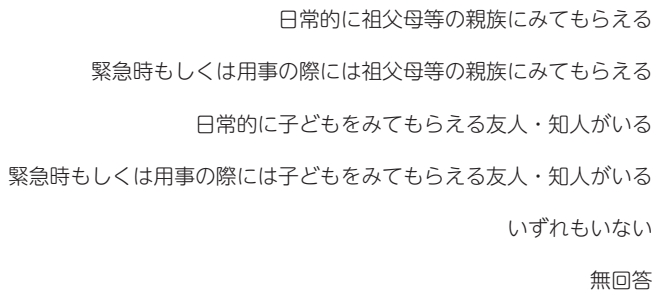 日常的に祖父母等の親族にみてもらえる
緊急時もしくは用事の際には祖父母等の親族にみてもらえる
日常的に子どもをみてもらえる友人・知人がいる
緊急時もしくは用事の際には子どもをみてもらえる友人・知人がいる
いずれもいない
無回答